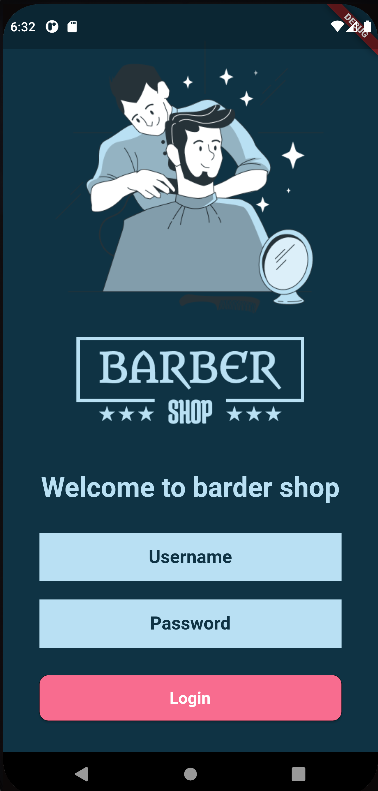 6:32
DEBUG
BARBER
SHOP
Welcome to barder shop
Username
Password
Login